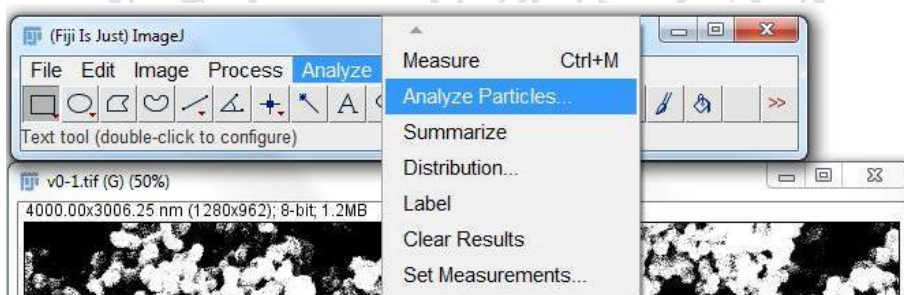 (Fiji Is Just) ImageJ
File Edit Image Process Analyze
A
>>
Text tool (double-click to configure)
Measure Ctrl+M
Analyze Particles...
Summarize
Distribution...
Label
Clear Results
Set Measurements...
v0-1.tif (G) (50%)
4000.00x3006.25 nm (1280x962); 8-bit; 1.2MB